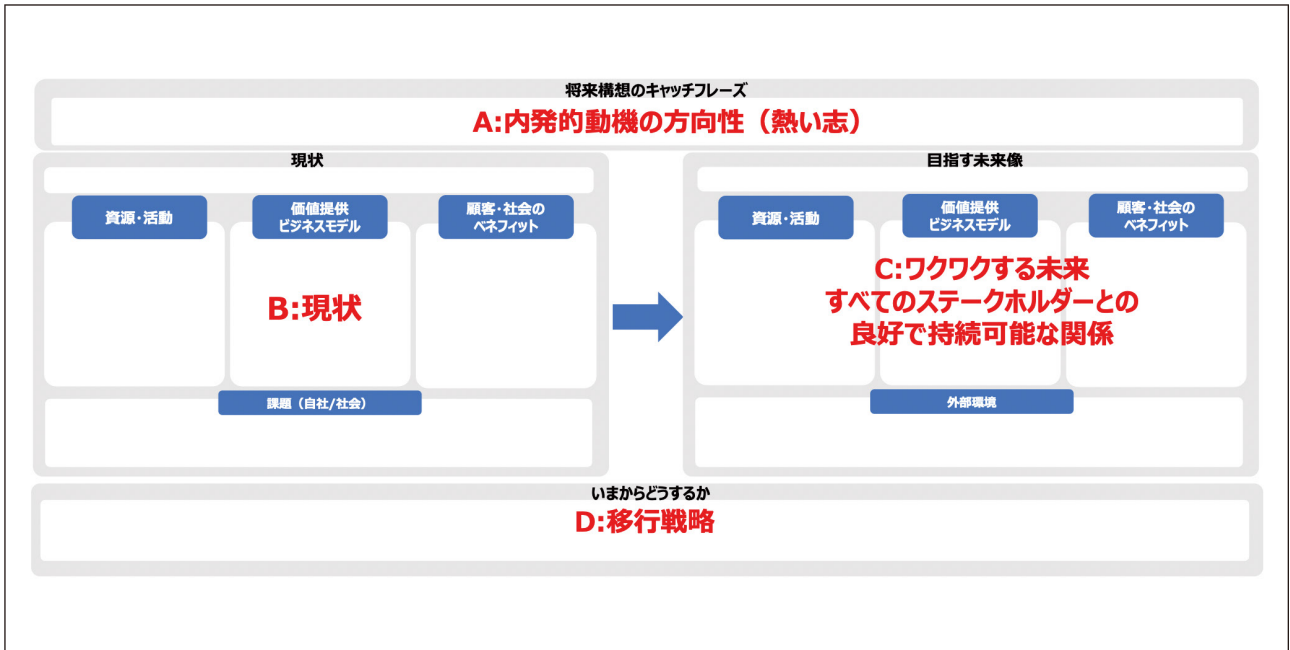 将来構想のキャッチフレーズ
A:内発的動機の方向性（熱い志）
現状
資源・活動
価値提供
ビジネスモデル
顧客・社会の
ベネフィット
B:現状
課題（自社/社会）
目指す未来像
資源・活動
価値提供
ビジネスモデル
顧客・社会の
ベネフィット
C:ワクワクする未来
すべてのステークホルダーとの
良好で持続可能な関係
外部環境
いまからどうするか
D:移行戦略